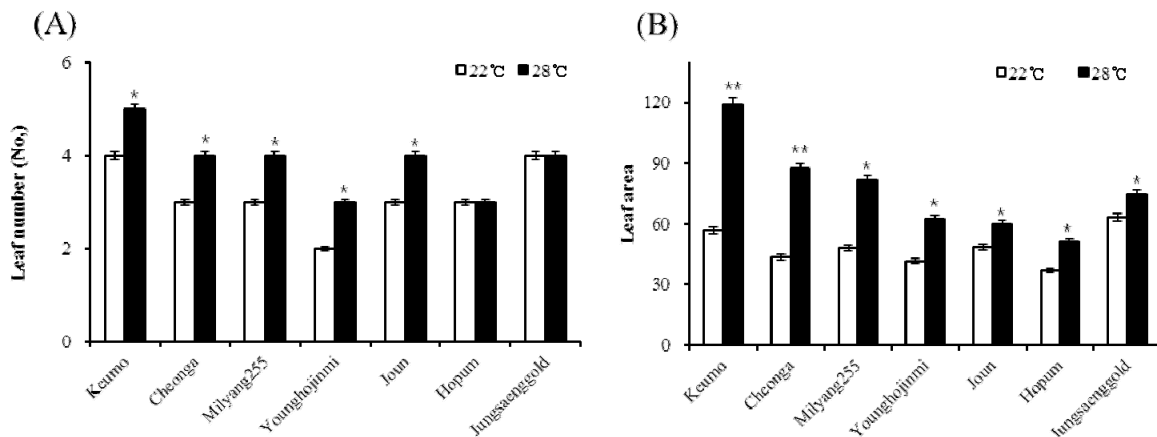 (A)
6
□22℃ ■28℃
*
*
*
*
*
4
2
0
Leaf number (No,)
Keumo
Cheonga
Milyang255
Younghojinmi
Joun
Hopum
Jungsaenggold
(B)
□22℃ ■28℃
120
**
**
*
*
*
*
*
90
60
30
0
Leaf area
Keumo
Cheonga
Milyang255
Younghojinmi
Joun
Hopum
Jungsaenggold